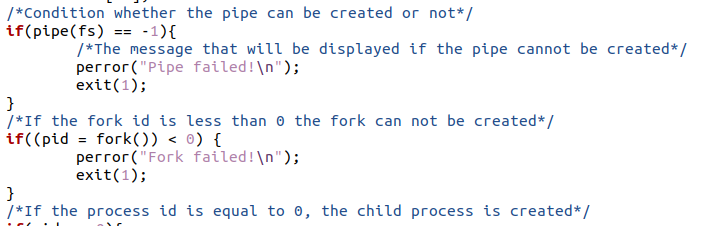 /*Condition whether the pipe can be created or not*/
if(pipe(fs) == -1){
/*The message that will be displayed if the pipe cannot be created*/
perror("Pipe failed!\n");
exit(1);
}
/*If the fork id is less than 0 the fork can not be created*/
if((pid = fork()) < 0) {
perror("Fork failed!\n");
exit(1);
}
/*If the process id is equal to 0, the child process is created*/